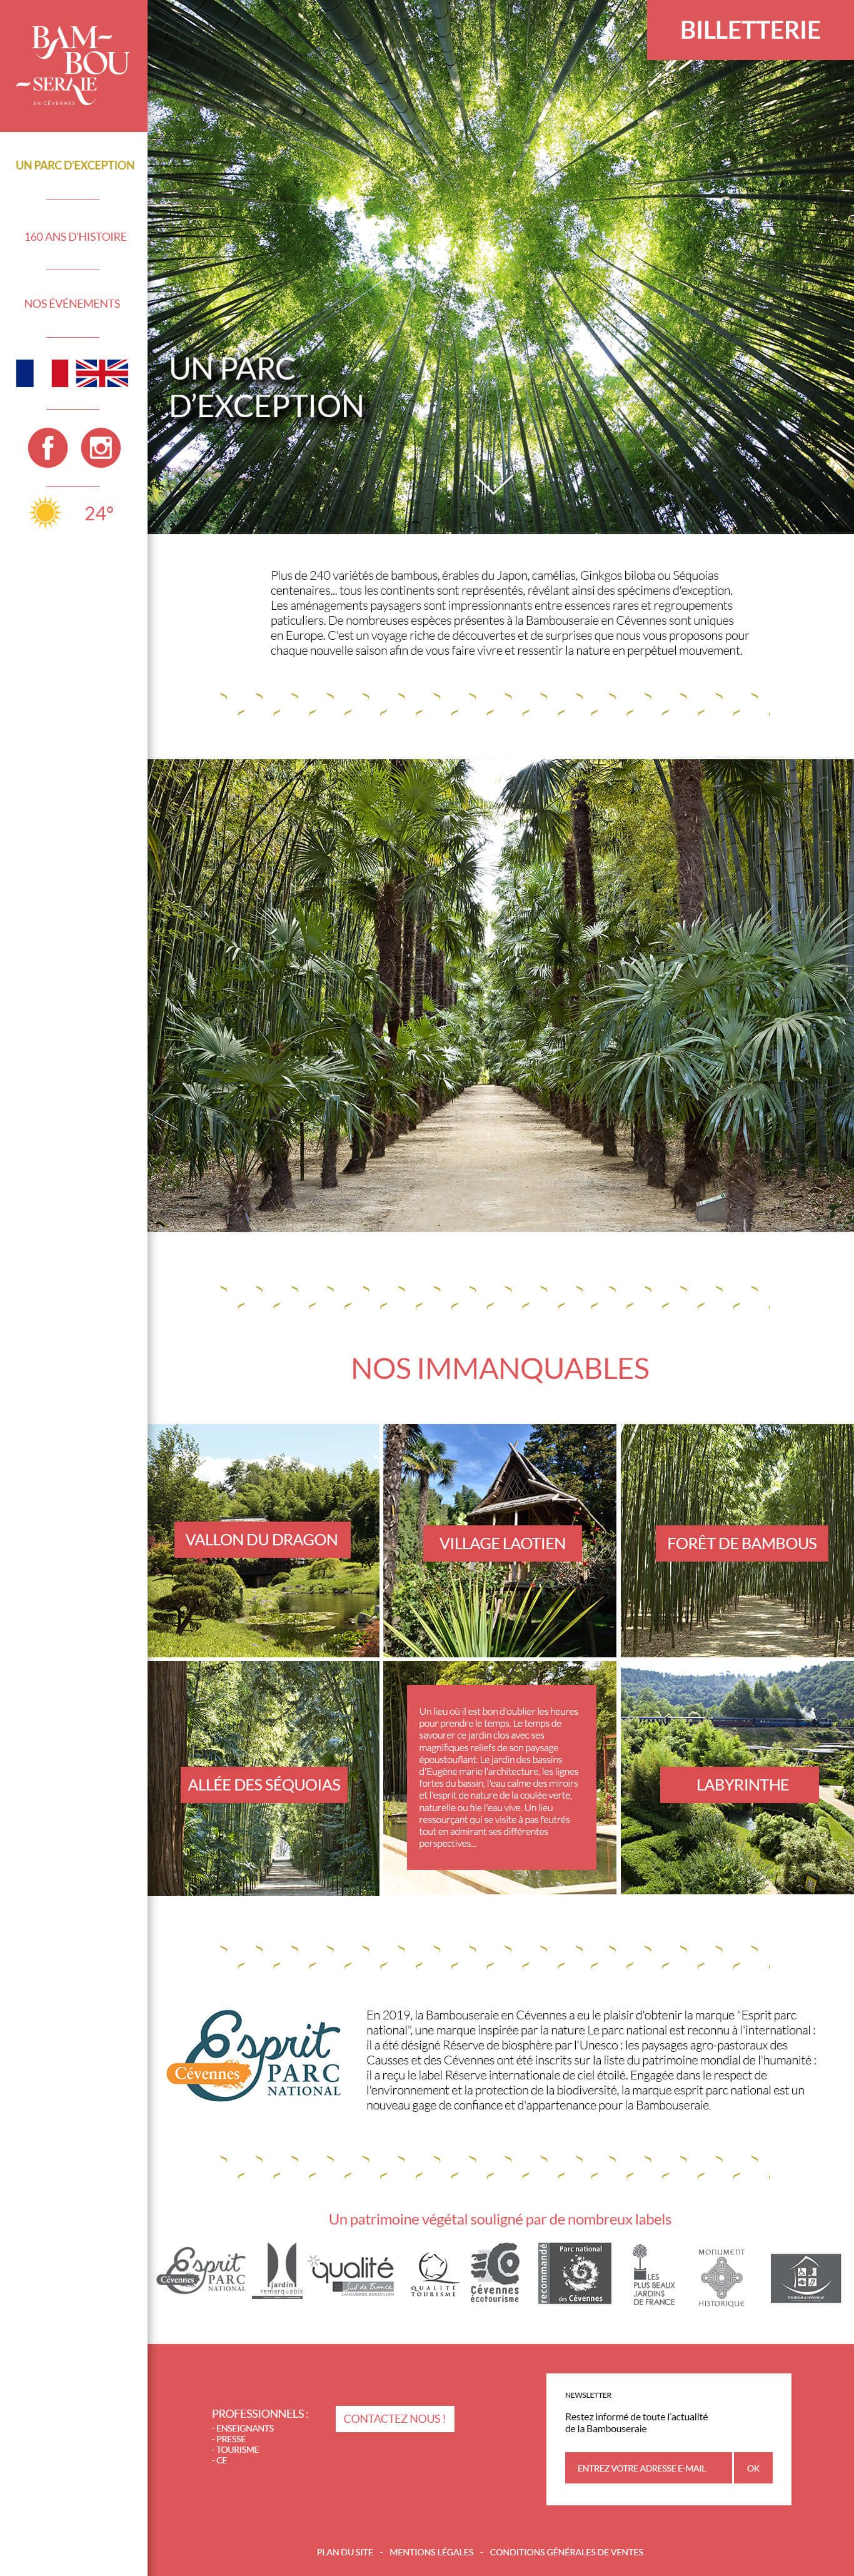 BAM-
BOU
-SERAIE
EN CÉVENNES
BILLETTERIE
UN PARC D'EXCEPTION
160 ANS D'HISTOIRE
NOS ÉVÉNEMENTS
24°
UN PARC
D'EXCEPTION
Plus de 240 variétés de bambous, érables du Japon, camélias, Ginkgos biloba ou Séquoias
centenaires... tous les continents sont représentés, révélant ainsi des spécimens d'exception.
Les aménagements paysagers sont impressionnants entre essences rares et regroupements
paticuliers. De nombreuses espèces présentes à la Bambouseraie en Cévennes sont uniques
en Europe. C'est un voyage riche de découvertes et de surprises que nous vous proposons pour
chaque nouvelle saison afin de vous faire vivre et ressentir la nature en perpétuel mouvement.
NOS IMMANQUABLES
VALLON DU DRAGON
VILLAGE LAOTIEN
FORÊT DE BAMBOUS
ALLÉE DES SÉQUOIAS
Un lieu où il est bon d'oublier les heures
pour prendre le temps. Le temps de
savourer ce jardin clos avec ses
magnifiques reliefs de son paysage
époustouflant. Le jardin des bassins
d'Eugène marie l'architecture, les lignes
fortes du bassin, l'eau calme des miroirs
et l'esprit de nature de la coulée verte,
naturelle ou file l'eau vive. Un lieu
ressourçant qui se visite à pas feutrés
tout en admirant ses différentes
perspectives...
LABYRINTHE
Esprit
PARC
NATIONAL
Cévennes
En 2019, la Bambouseraie en Cévennes a eu le plaisir d'obtenir la marque "Esprit parc
national", une marque inspirée par la nature Le parc national est reconnu à l'international :
il a été désigné Réserve de biosphère par l'Unesco : les paysages agro-pastoraux des
Causses et des Cévennes ont été inscrits sur la liste du patrimoine mondial de l'humanité :
il a reçu le label Réserve internationale de ciel étoilé. Engagée dans le respect de
l'environnement et la protection de la biodiversité, la marque esprit parc national est un
nouveau gage de confiance et d'appartenance pour la Bambouseraie.
Un patrimoine végétal souligné par de nombreux labels
Esprit
PARC
NATIONAL
Cévennes
jardin
remarquable
qualité
Sud de France
LANGUEDOC-ROUSSILLON
QUALITÉ
TOURISME
Cévennes
écotourisme
recommandé
Parc national
des Cévennes
LES
PLUS BEAUX
JARDINS
DE FRANCE
MONUMENT
HISTORIQUE
TOURISME & HANDICAP
PROFESSIONNELS :
- ENSEIGNANTS
- PRESSE
- TOURISME
- CE
CONTACTEZ NOUS !
NEWSLETTER
Restez informé de toute l'actualité
de la Bambouseraie
ENTREZ VOTRE ADRESSE E-MAIL
OK
PLAN DU SITE - MENTIONS LÉGALES - CONDITIONS GÉNÉRALES DE VENTES